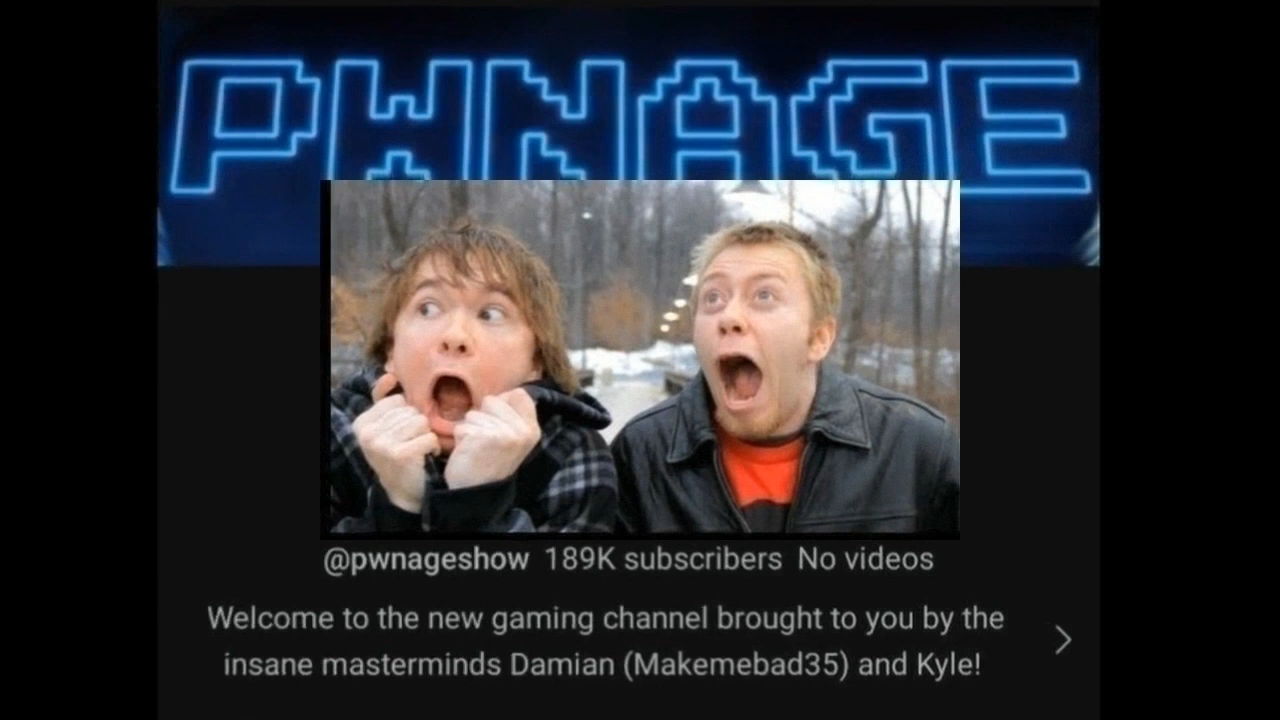 PWNAGE
@pwnageshow 189K subscribers No videos
Welcome to the new gaming channel brought to you by the
insane masterminds Damian (Makemebad35) and Kyle!